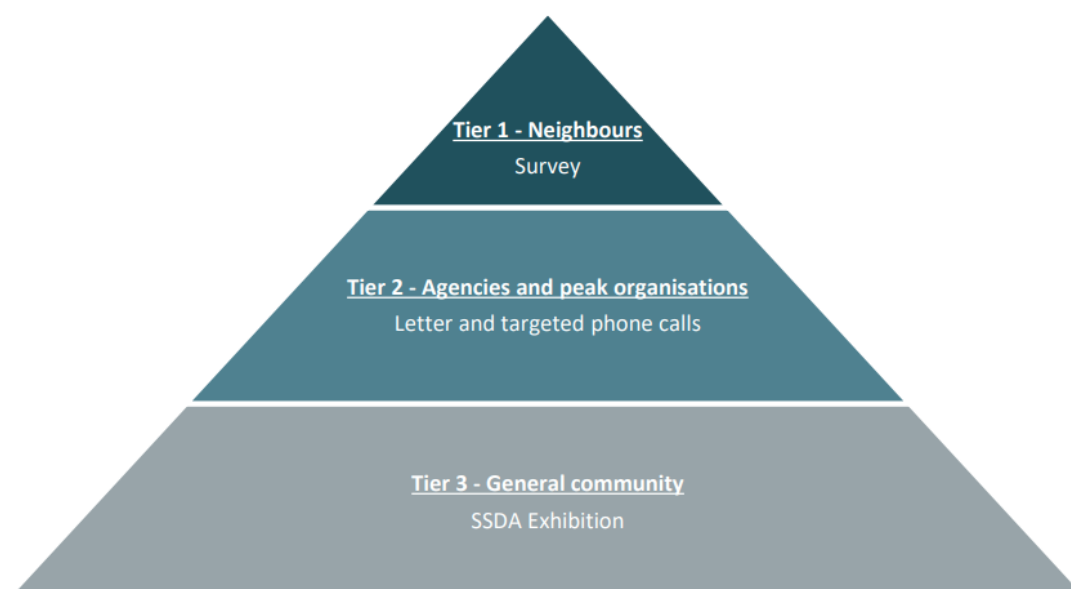 Tier 1 - Neighbours
Survey
Tier 2 - Agencies and peak organisations
Letter and targeted phone calls
Tier 3 - General community
SSDA Exhibition